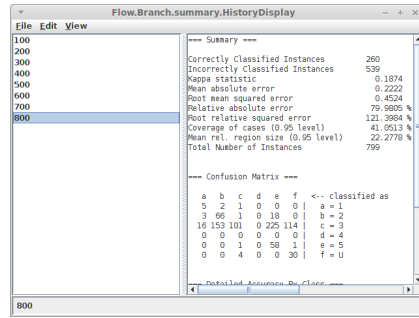 Flow.Branch.summary.HistoryDisplay
File Edit View
100
200
300
400
500
600
700
800
=== Summary ===
Correctly Classified Instances 260
Incorrectly Classified Instances 539
Kappa statistic 0.1874
Mean absolute error 0.2222
Root mean squared error 0.4524
Relative absolute error 79.9805 %
Root relative squared error 121.3984 %
Coverage of cases (0.95 level) 41.0513 %
Mean rel. region size (0.95 level) 22.2778 %
Total Number of Instances 799
=== Confusion Matrix ===
a b c d e f <-- classified as
5 2 1 0 0 0 | a = 1
3 66 1 0 18 0 | b = 2
16 153 101 0 225 114 | c = 3
0 0 0 0 0 0 | d = 4
0 0 1 0 58 1 | e = 5
0 0 4 0 0 30 | f = U
=== Detailed Accuracy By Class ===
800